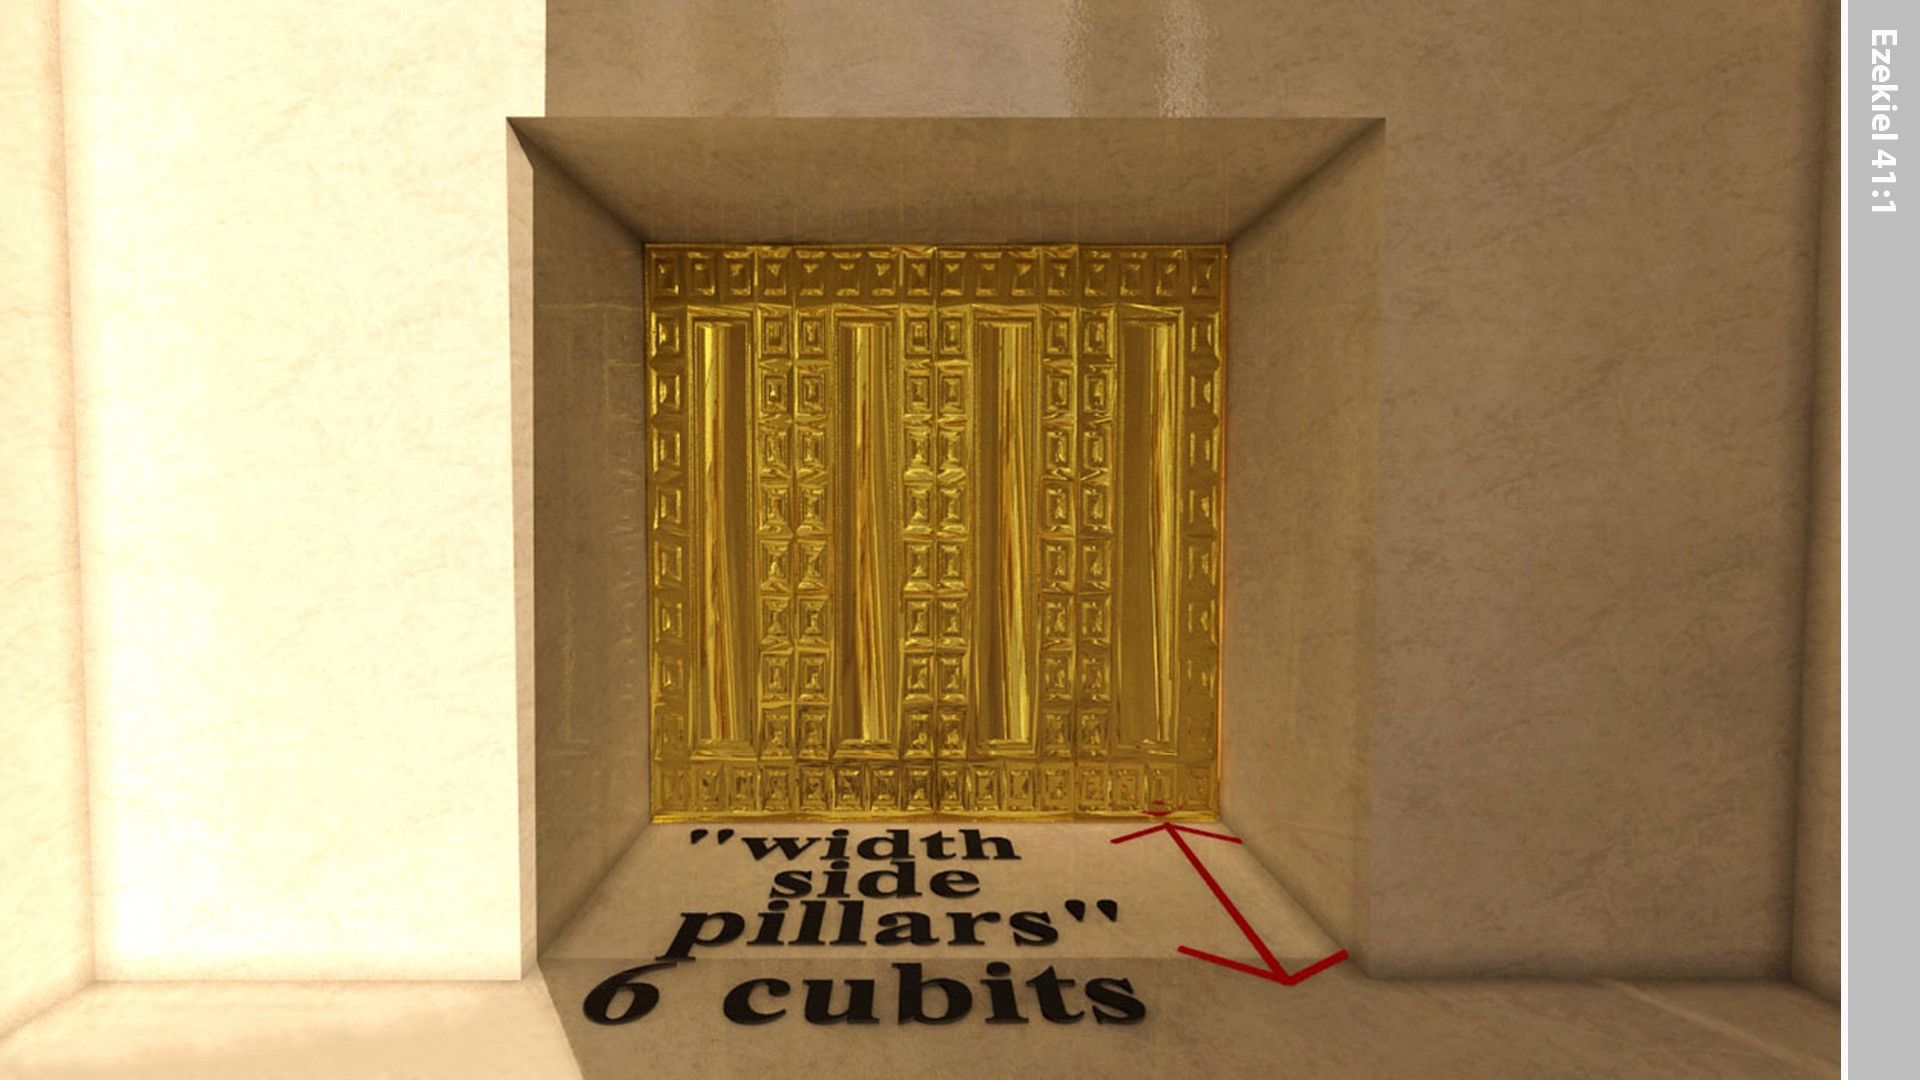 "width
side
pillars"
6 cubits
Ezekiel 41:1